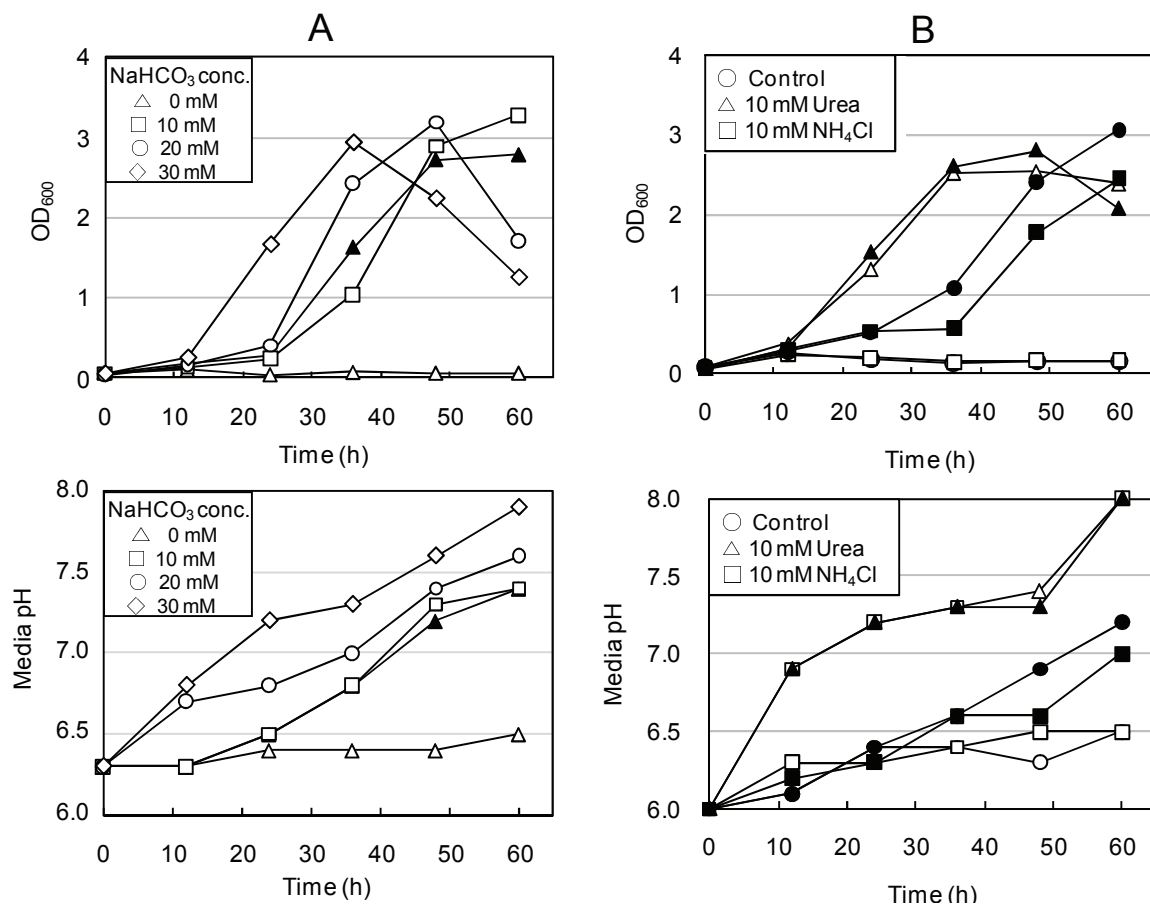 A
4
3
2
1
0
OD600
NaHCO3 conc.
0 mM
10 mM
20 mM
30 mM
0 10 20 30 40 50 60
Time (h)
B
4
3
2
1
0
OD600
Control
10 mM Urea
10 mM NH4Cl
0 10 20 30 40 50 60
Time (h)
8.0
7.5
7.0
6.5
6.0
Media pH
NaHCO3 conc.
0 mM
10 mM
20 mM
30 mM
0 10 20 30 40 50 60
Time (h)
8.0
7.5
7.0
6.5
6.0
Media pH
Control
10 mM Urea
10 mM NH4Cl
0 10 20 30 40 50 60
Time (h)